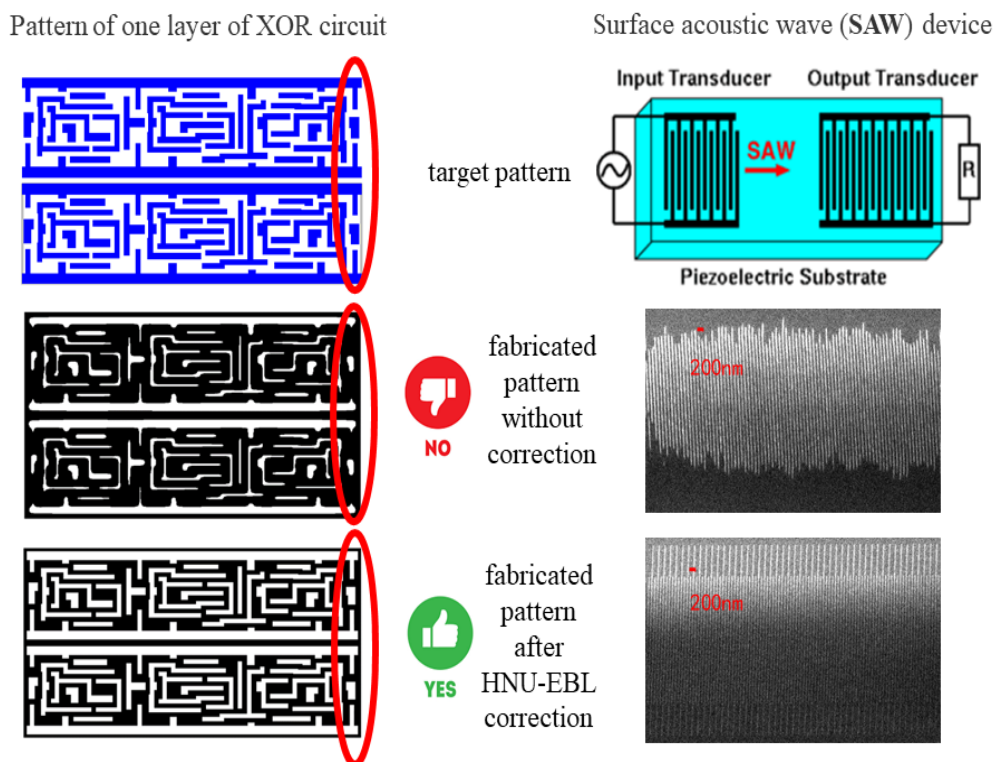 Pattern of one layer of XOR circuit
Surface acoustic wave (SAW) device
Input Transducer
Output Transducer
SAW
R
Piezoelectric Substrate
target pattern
NO
fabricated
pattern
without
correction
200nm
YES
fabricated
pattern
after
HNU-EBL
correction
200nm